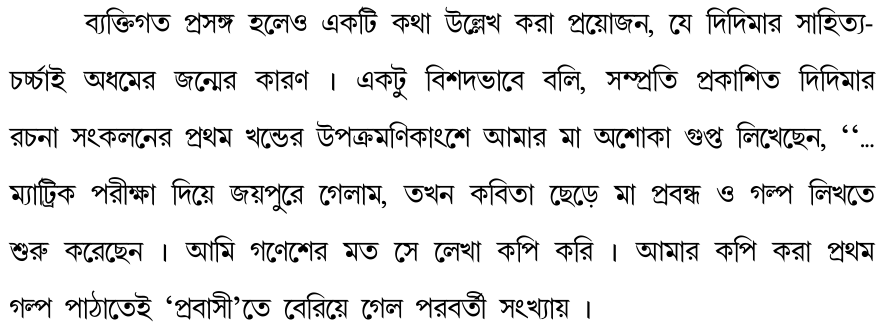 ব্যক্তিগত প্রসঙ্গ হলেও একটি কথা উল্লেখ করা প্রয়োজন, যে দিদিমার সাহিত্য-
চর্চ্চাই অধমের জন্মের কারণ । একটু বিশদভাবে বলি, সম্প্রতি প্রকাশিত দিদিমার
রচনা সংকলনের প্রথম খন্ডের উপক্রমণিকাংশে আমার মা অশোকা গুপ্ত লিখেছেন, ‘‘...
ম্যাট্রিক পরীক্ষা দিয়ে জয়পুরে গেলাম, তখন কবিতা ছেড়ে মা প্রবন্ধ ও গল্প লিখতে
শুরু করেছেন । আমি গণেশের মত সে লেখা কপি করি । আমার কপি করা প্রথম
গল্প পাঠাতেই ‘প্রবাসী’তে বেরিয়ে গেল পরবর্তী সংখ্যায় ।